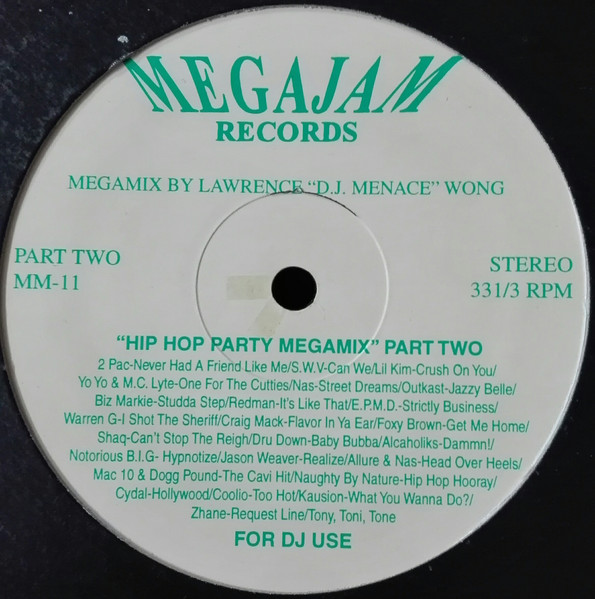 MEGAJAM
RECORDS
MEGAMIX BY LAWRENCE "D.J. MENACE" WONG
PART TWO
MM-11
STEREO
331/3 RPM
"HIP HOP PARTY MEGAMIX" PART TWO
2 Pac-Never Had A Friend Like Me/S.W.V-Can We/Lil Kim-Crush On You/
Yo Yo & M.C. Lyte-One For The Cutties/Nas-Street Dreams/Outkast-Jazzy Belle/
Biz Markie-Studda Step/Redman-It's Like That/E.P.M.D.-Strictly Business/
Warren G-I Shot The Sheriff/Craig Mack-Flavor In Ya Ear/Foxy Brown-Get Me Home/
Shaq-Can't Stop The Reigh/Dru Down-Baby Bubba/Alcaholiks-Dammn!/
Notorious B.I.G- Hypnotize/Jason Weaver-Realize/Allure & Nas-Head Over Heels/
Mac 10 & Dogg Pound-The Cavi Hit/Naughty By Nature-Hip Hop Hooray/
Cydal-Hollywood/Coolio-Too Hot/Kausion-What You Wanna Do?/
Zhane-Request Line/Tony, Toni, Tone
FOR DJ USE